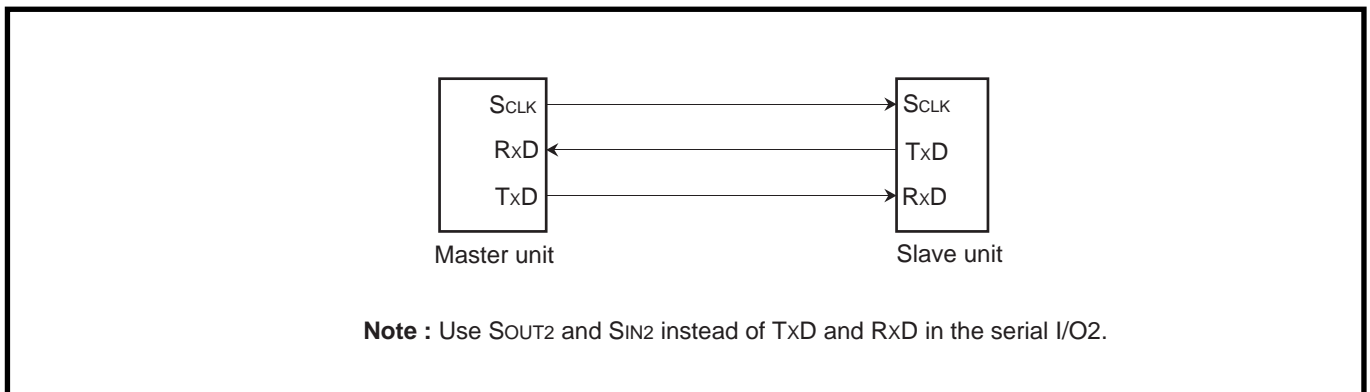 SCLK SCLK
RxD TxD
TxD RxD
Master unit Slave unit
Note : Use SOUT2 and SIN2 instead of TxD and RxD in the serial I/O2.